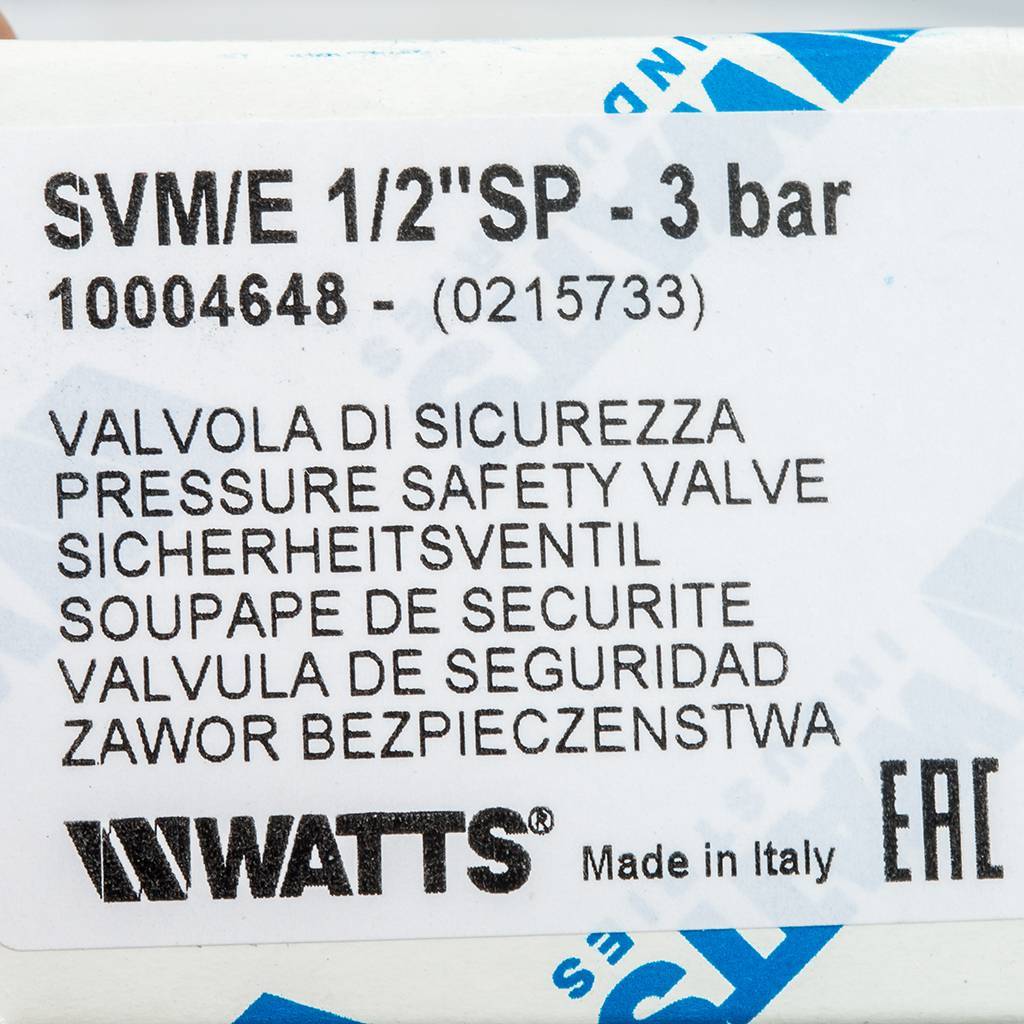 SVM/E 1/2"SP - 3 bar
10004648 - (0215733)
VALVOLA DI SICUREZZA
PRESSURE SAFETY VALVE
SICHERHEITSVENTIL
SOUPAPE DE SECURITE
VALVULA DE SEGURIDAD
ZAWOR BEZPIECZENSTWA
WATTS®
Made in Italy
EAC